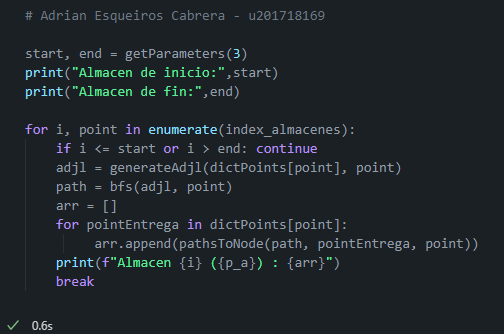 # Adrian Esqueiros Cabrera - u201718169
start, end = getParameters(3)
print("Almacen de inicio:",start)
print("Almacen de fin:",end)
for i, point in enumerate(index_almacenes):
    if i <= start or i > end: continue
    adjl = generateAdjl(dictPoints[point], point)
    path = bfs(adjl, point)
    arr = []
    for pointEntrega in dictPoints[point]:
        arr.append(pathsToNode(path, pointEntrega, point))
    print(f"Almacen {i} ({p_a}) : {arr}")
    break
✓ 0.6s